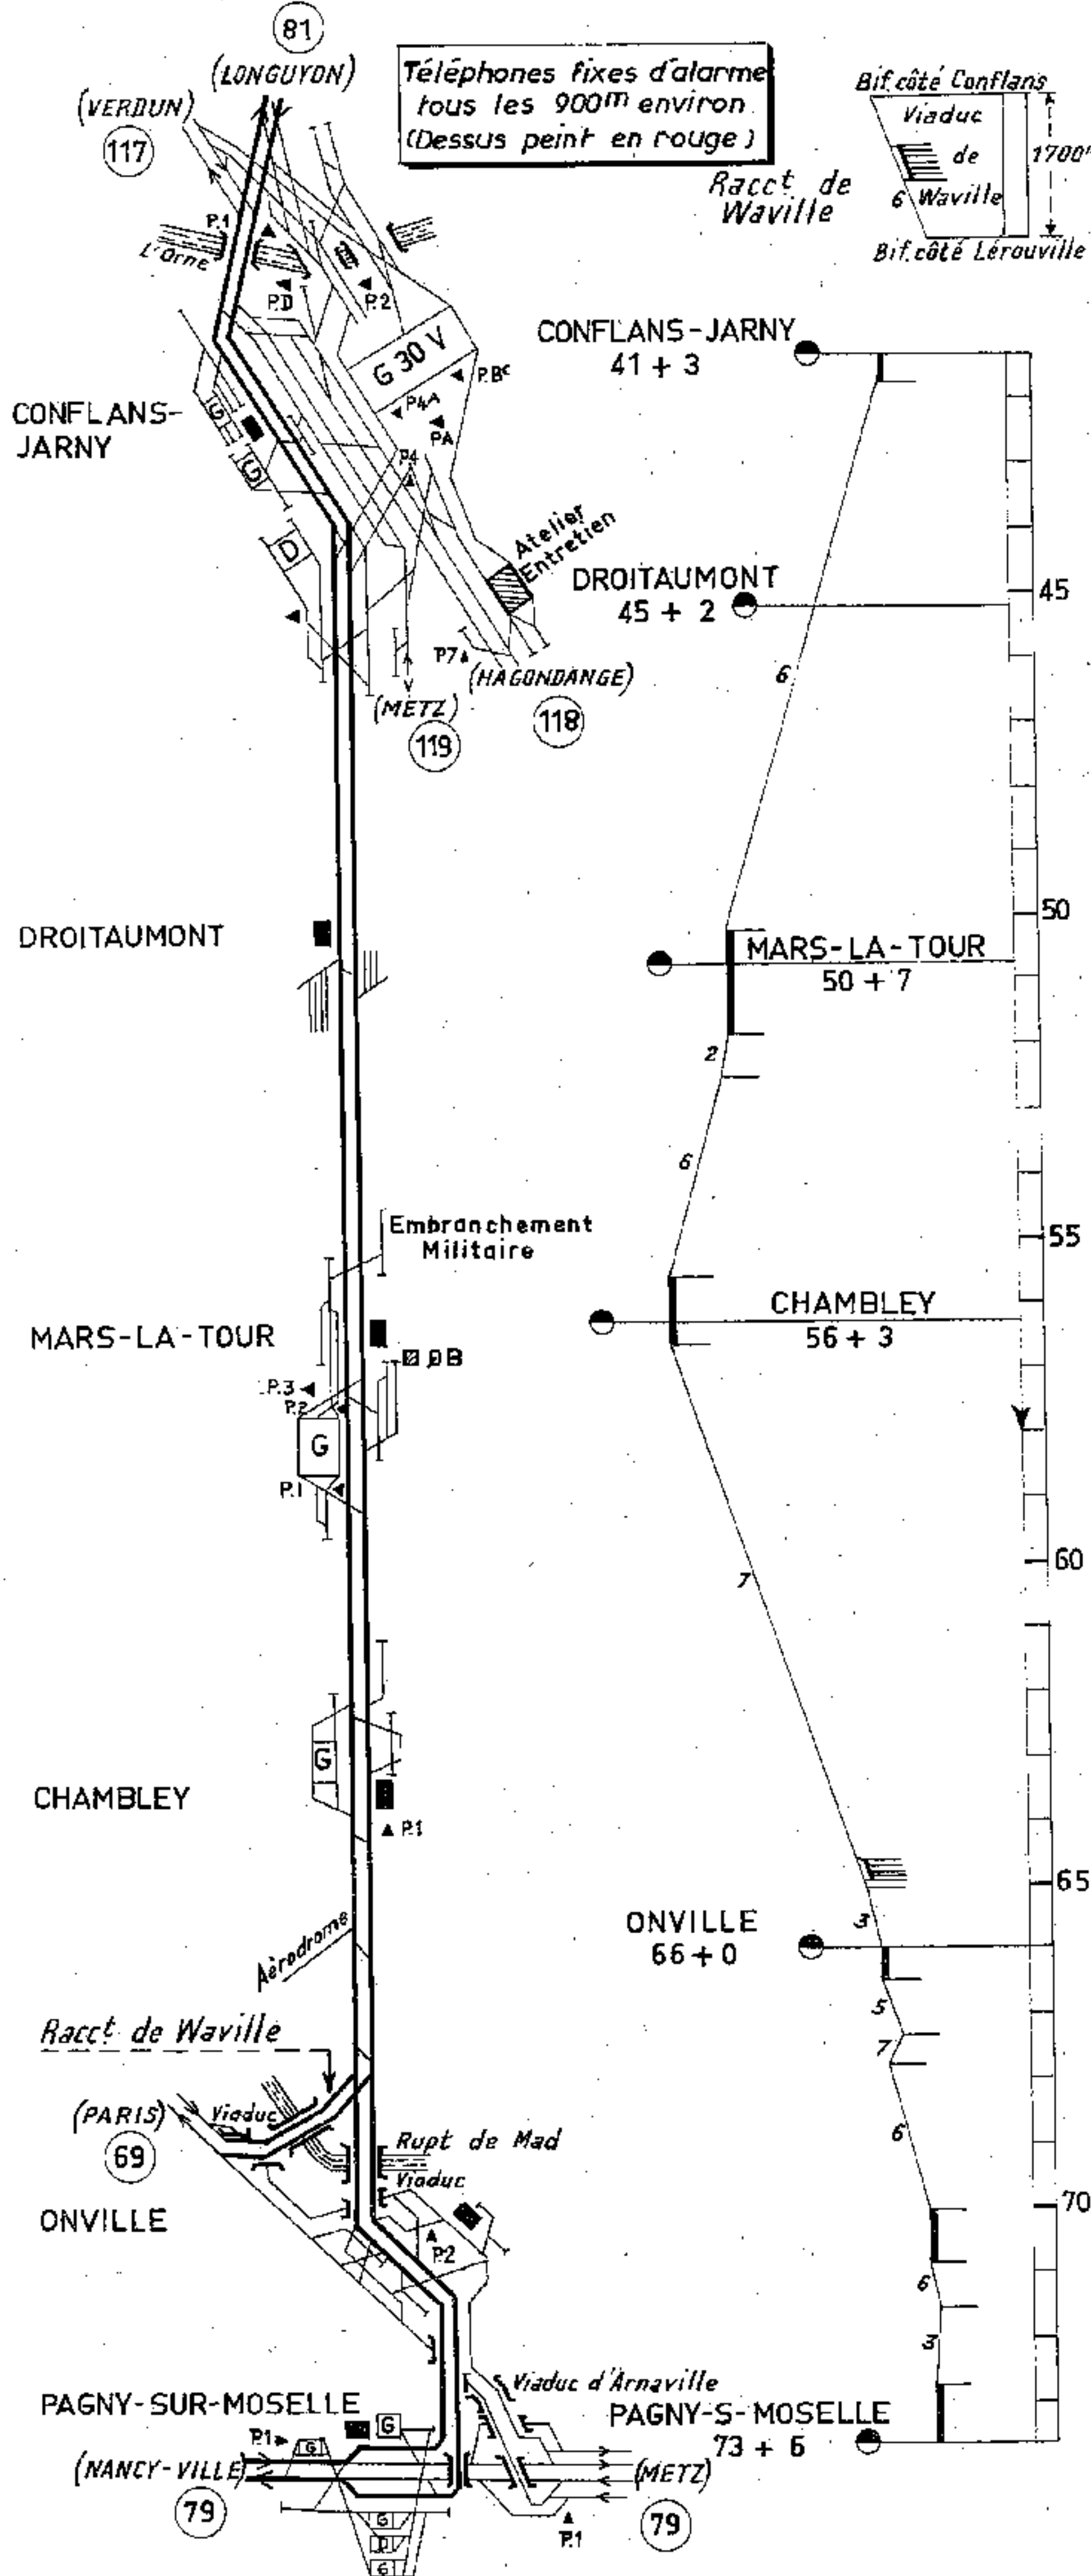 81
(LONGUYON)
(VERDUN)
117
Téléphones fixes d'alarme
tous les 900m environ
(Dessus peint en rouge)
Bif. côté Conflans
Viaduc
de
Waville
6
1700m
Bif. côté Lérouville
Racct de
Waville
P.1
L'Orne
P.D
P.2
G 30 V
P.Bc
P4A
PA
P4
CONFLANS-
JARNY
G
G
D
Atelier
Entretien
P7
(HAGONDANGE)
118
(METZ)
119
CONFLANS-JARNY
41 + 3
DROITAUMONT
45 + 2
45
6
DROITAUMONT
50
MARS-LA-TOUR
50 + 7
2
6
Embranchement
Militaire
55
MARS-LA-TOUR
B
P.3
P.2
G
P.1
CHAMBLEY
56 + 3
7
60
G
CHAMBLEY
P.1
65
3
Aérodrome
ONVILLE
66 + 0
5
7
6
Racct de Waville
(PARIS)
69
Viaduc
Rupt de Mad
Viaduc
ONVILLE
P.2
70
6
3
Viaduc d'Arnaville
PAGNY-SUR-MOSELLE
G
P.1
G
(NANCY-VILLE)
79
G
D
G
(METZ)
79
P.1
PAGNY-S-MOSELLE
73 + 6